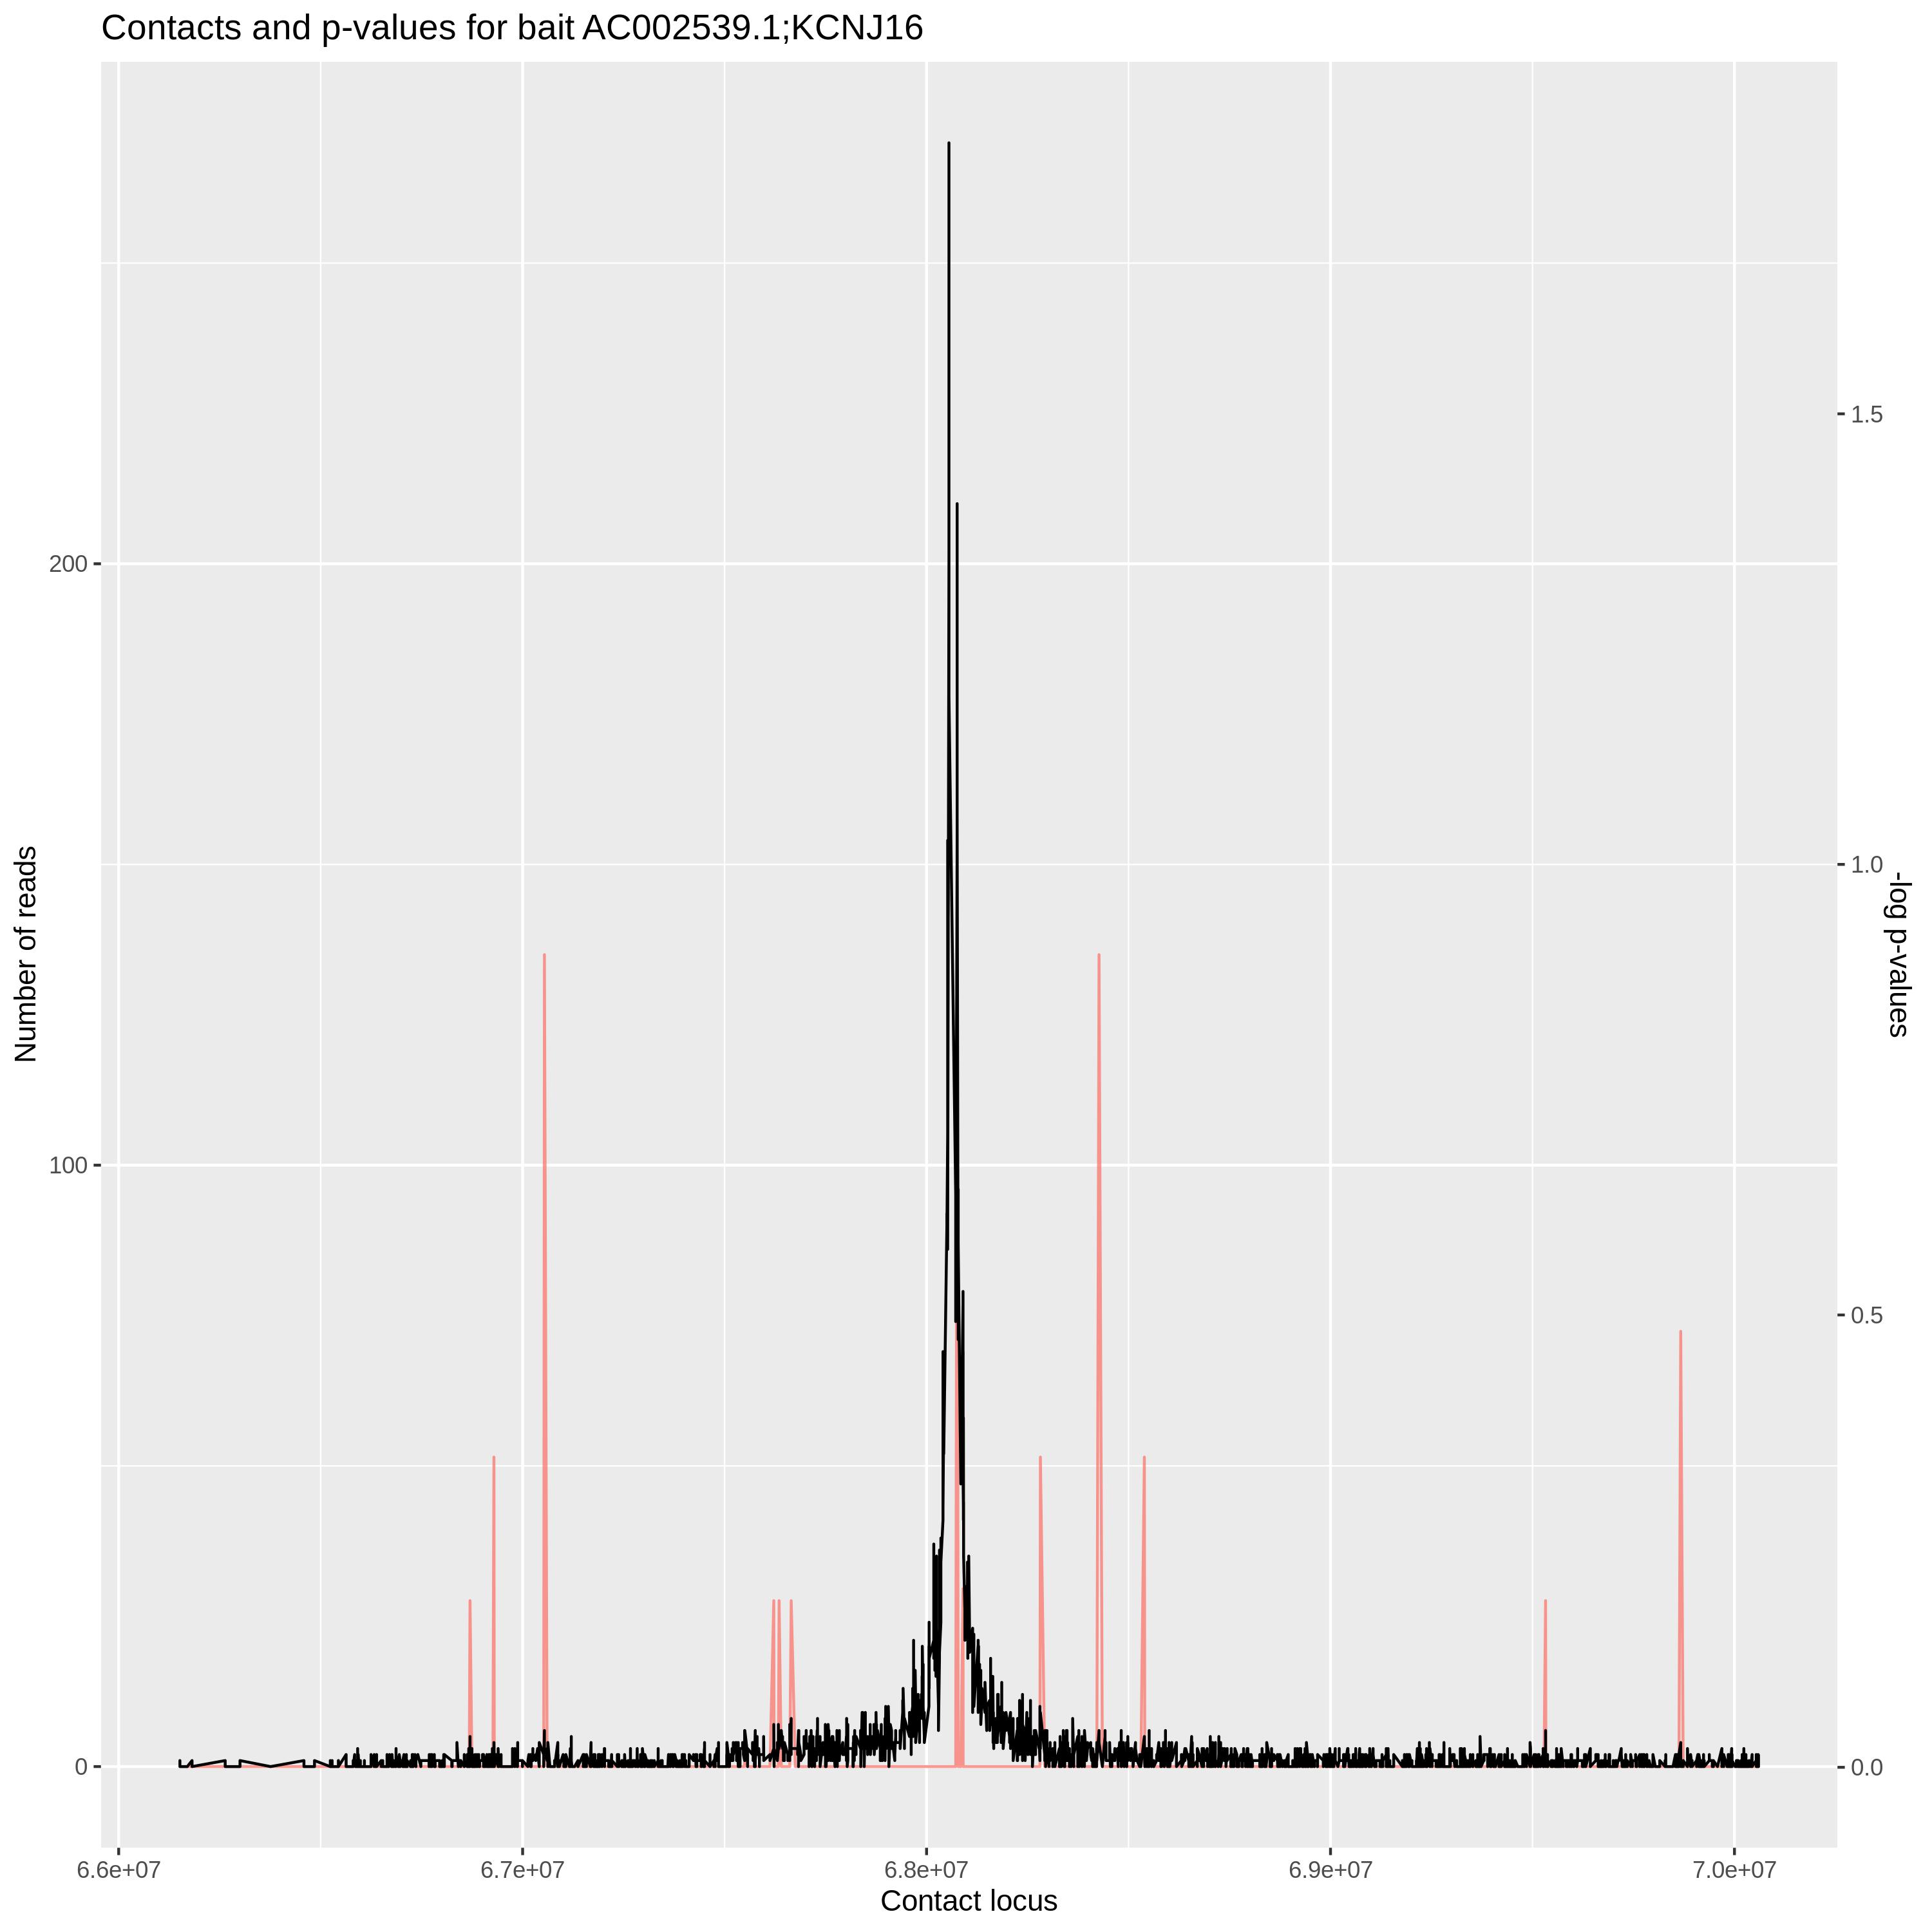 Contacts and p-values for bait AC002539.1;KCNJ16
Number of reads
200
100
0
1.5
1.0
0.5
0.0
-log p-values
6.6e+07
6.7e+07
6.8e+07
6.9e+07
7.0e+07
Contact locus